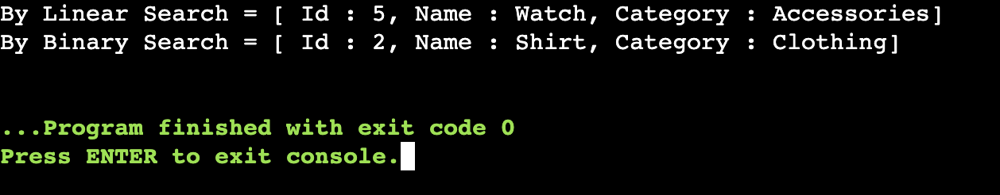 By Linear Search = [ Id : 5, Name : Watch, Category : Accessories]
By Binary Search = [ Id : 2, Name : Shirt, Category : Clothing]
...Program finished with exit code 0
Press ENTER to exit console.